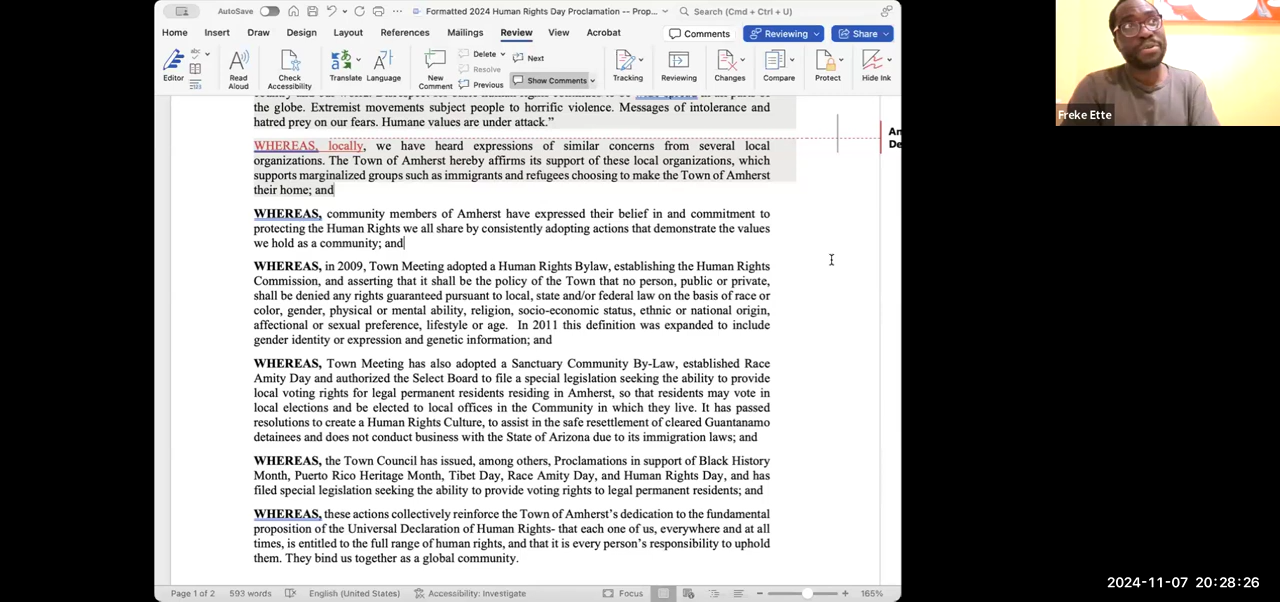 AutoSave
Formatted 2024 Human Rights Day Proclamation -- Prop...
Search (Cmd + Ctrl + U)
Home Insert Draw Design Layout References Mailings Review View Acrobat Comments Reviewing Share
Editor Read Aloud Check Accessibility Translate Language New Comment Delete Resolve Previous Next Show Comments Tracking Reviewing Changes Compare Protect Hide Ink
the globe. Extremist movements subject people to horrific violence. Messages of intolerance and
hatred prey on our fears. Humane values are under attack.”
WHEREAS, locally, we have heard expressions of similar concerns from several local
organizations. The Town of Amherst hereby affirms its support of these local organizations, which
supports marginalized groups such as immigrants and refugees choosing to make the Town of Amherst
their home; and
WHEREAS, community members of Amherst have expressed their belief in and commitment to
protecting the Human Rights we all share by consistently adopting actions that demonstrate the values
we hold as a community; and
WHEREAS, in 2009, Town Meeting adopted a Human Rights Bylaw, establishing the Human Rights
Commission, and asserting that it shall be the policy of the Town that no person, public or private,
shall be denied any rights guaranteed pursuant to local, state and/or federal law on the basis of race or
color, gender, physical or mental ability, religion, socio-economic status, ethnic or national origin,
affectional or sexual preference, lifestyle or age. In 2011 this definition was expanded to include
gender identity or expression and genetic information; and
WHEREAS, Town Meeting has also adopted a Sanctuary Community By-Law, established Race
Amity Day and authorized the Select Board to file a special legislation seeking the ability to provide
local voting rights for legal permanent residents residing in Amherst, so that residents may vote in
local elections and be elected to local offices in the Community in which they live. It has passed
resolutions to create a Human Rights Culture, to assist in the safe resettlement of cleared Guantanamo
detainees and does not conduct business with the State of Arizona due to its immigration laws; and
WHEREAS, the Town Council has issued, among others, Proclamations in support of Black History
Month, Puerto Rico Heritage Month, Tibet Day, Race Amity Day, and Human Rights Day, and has
filed special legislation seeking the ability to provide voting rights to legal permanent residents; and
WHEREAS, these actions collectively reinforce the Town of Amherst’s dedication to the fundamental
proposition of the Universal Declaration of Human Rights- that each one of us, everywhere and at all
times, is entitled to the full range of human rights, and that it is every person’s responsibility to uphold
them. They bind us together as a global community.
An
De
Page 1 of 2 593 words English (United States) Accessibility: Investigate Focus 165%
Freke Ette
2024-11-07 20:28:26